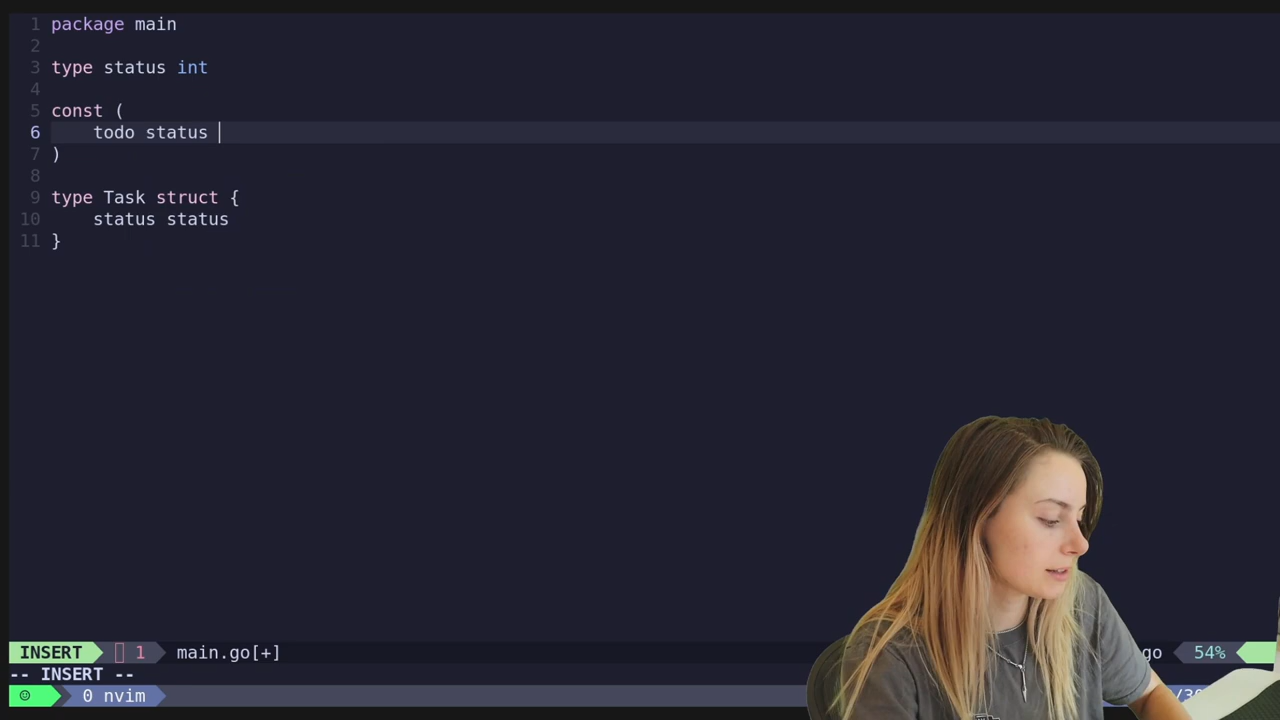 1 package main
2
3 type status int
4
5 const (
6 todo status
7 )
8
9 type Task struct {
10 status status
11 }
INSERT 1 main.go[+] go 54%
-- INSERT --
0 nvim